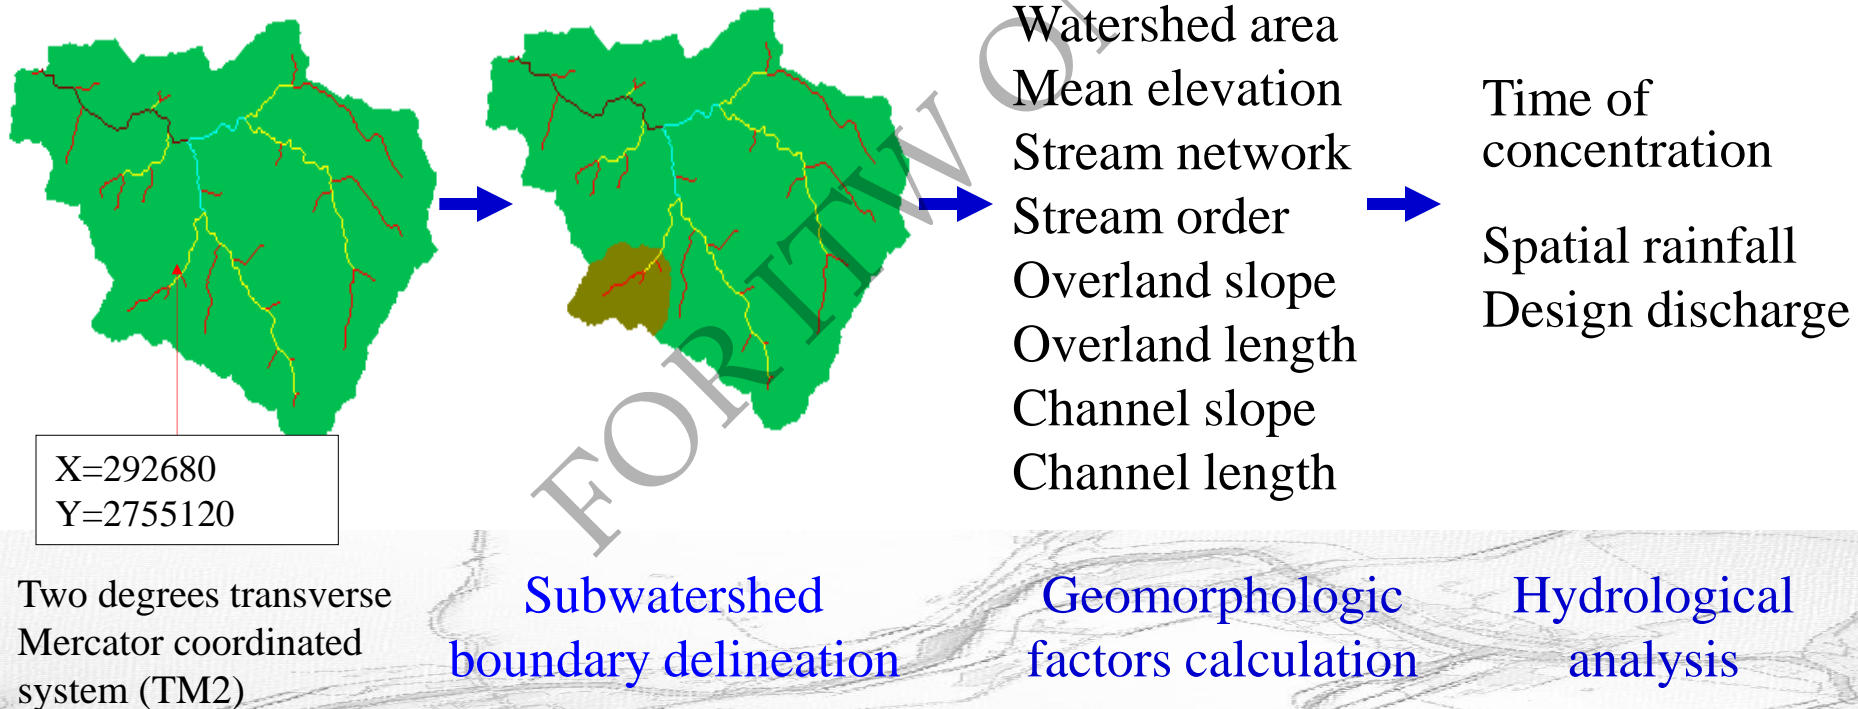 Watershed area
Mean elevation
Stream network
Stream order
Overland slope
Overland length
Channel slope
Channel length
Time of
concentration
Spatial rainfall
Design discharge
X=292680
Y=2755120
Two degrees transverse
Mercator coordinated
system (TM2)
Subwatershed
boundary delineation
Geomorphologic
factors calculation
Hydrological
analysis
FOR ITW